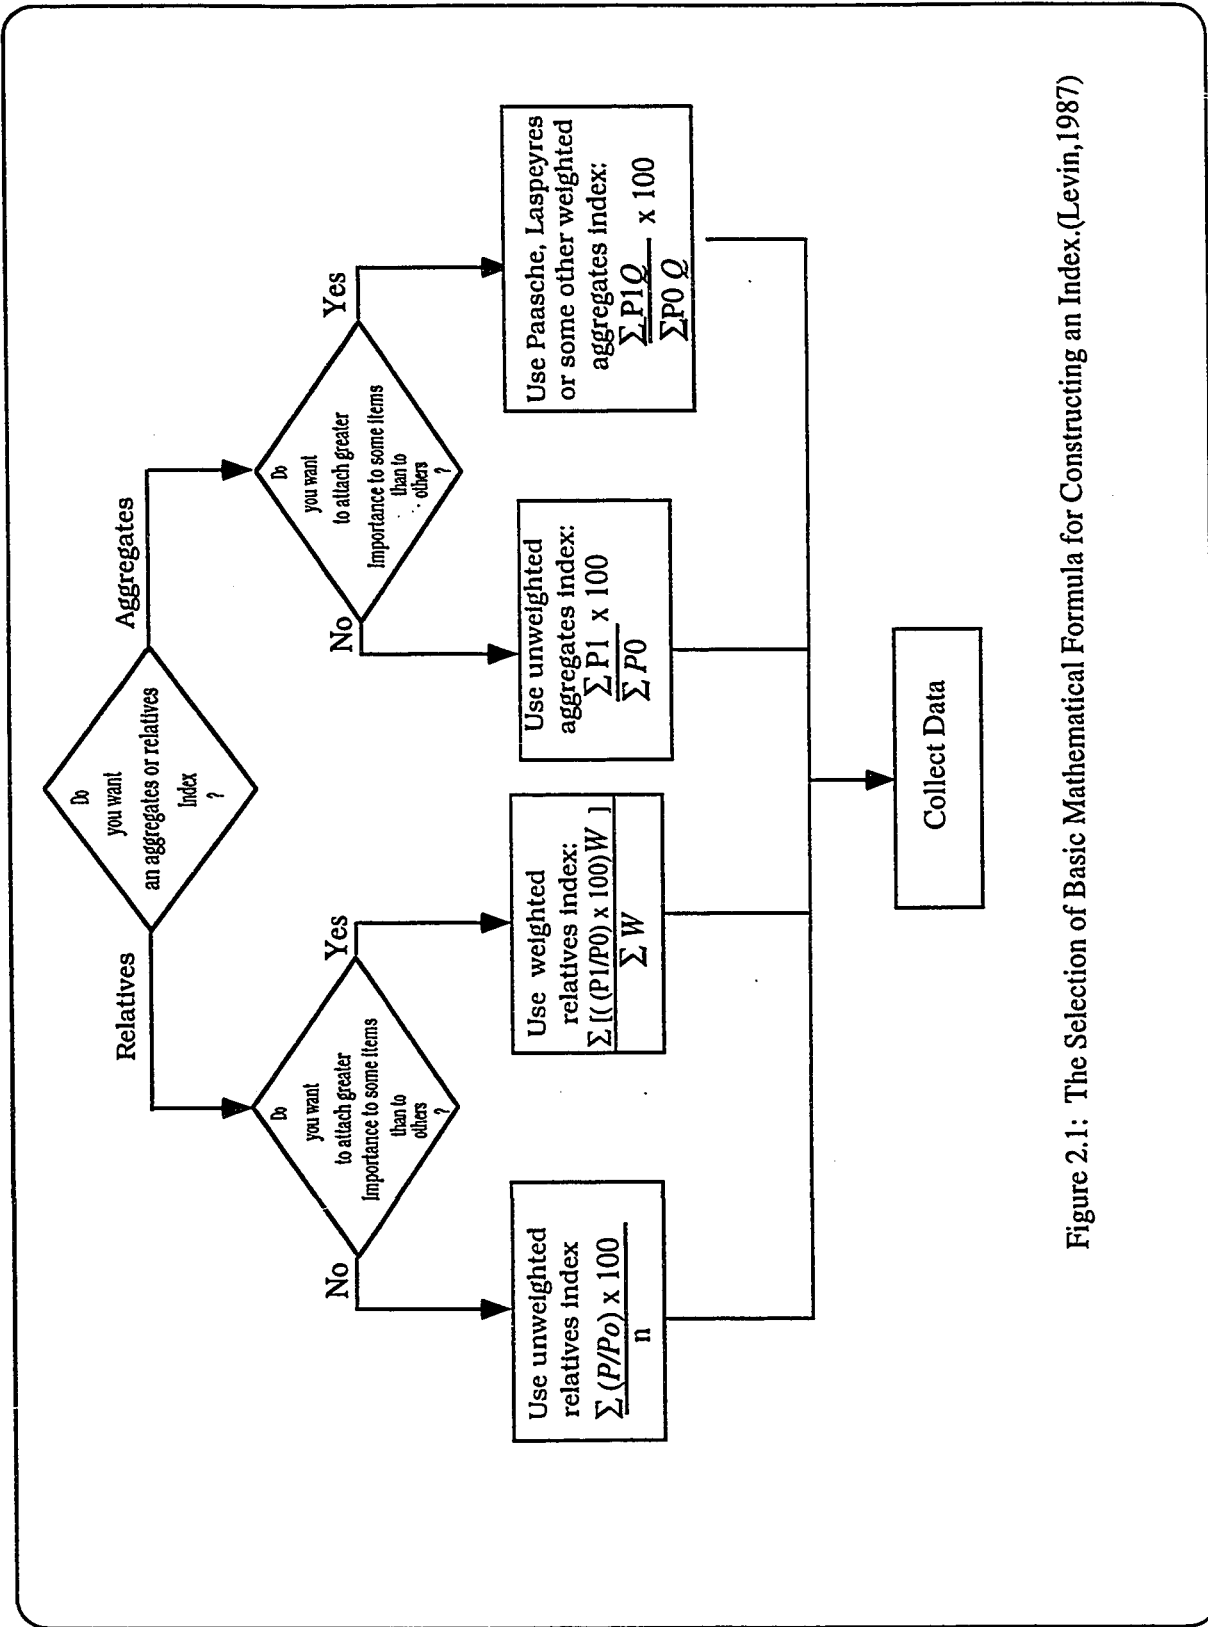 Do
you want
an aggregates or relatives
Index
?
Relatives
Aggregates
Do
you want
to attach greater
Importance to some items
than to
others
?
No
Yes
Do
you want
to attach greater
Importance to some items
than to
others
?
No
Yes
Use unweighted
relatives index
∑ (P/Po) x 100
n
Use weighted
relatives index:
∑ [( (P1/P0) x 100) W ]
∑ W
Use unweighted
aggregates index:
∑ P1 x 100
∑ P0
Use Paasche, Laspeyres
or some other weighted
aggregates index:
∑ P1Q x 100
∑P0 Q
Collect Data
Figure 2.1: The Selection of Basic Mathematical Formula for Constructing an Index.(Levin,1987)